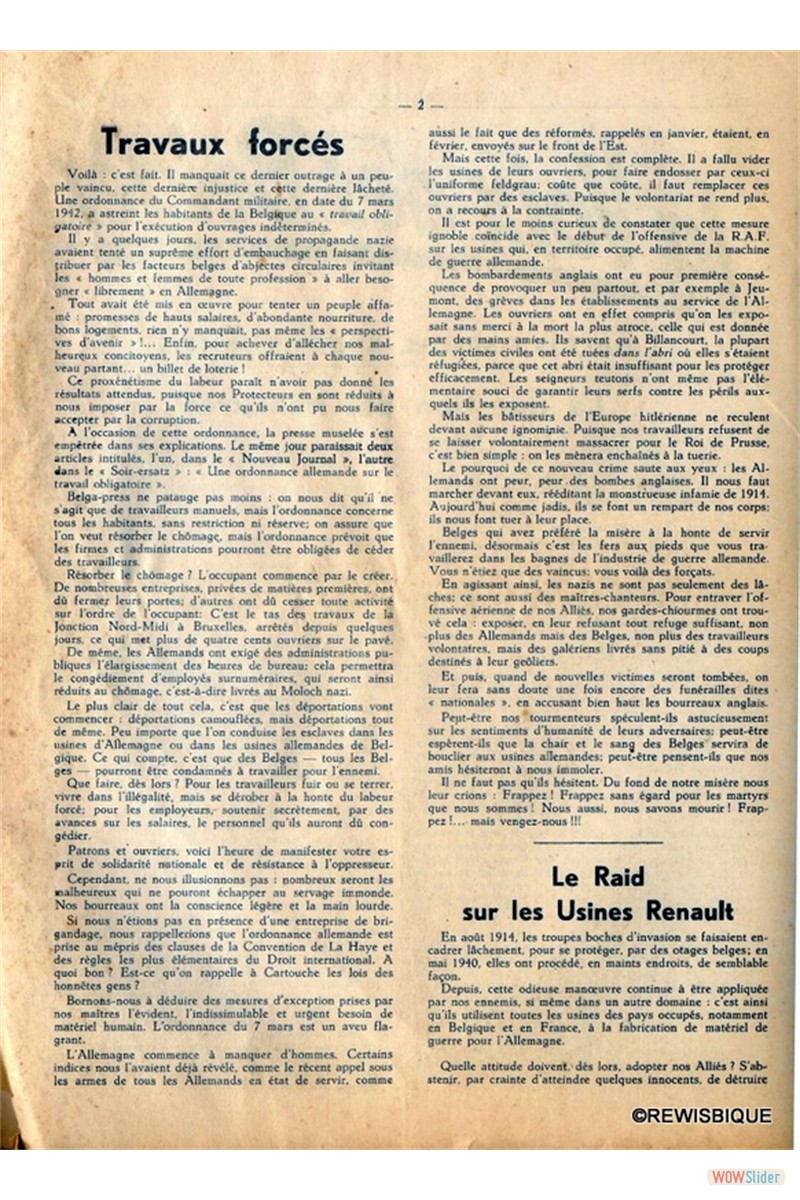 — 2 —
Travaux forcés
Voilà : c'est fait. Il manquait ce dernier outrage à un peu-
ple vaincu, cette dernière injustice et cette dernière lâcheté.
Une ordonnance du Commandant militaire, en date du 7 mars
1942, a astreint les habitants de la Belgique au « travail obli-
gatoire » pour l'exécution d'ouvrages indéterminés.
Il y a quelques jours, les services de propagande nazie
avaient tenté un suprême effort d'embauchage en faisant dis-
tribuer par les facteurs belges d'abjectes circulaires invitant
les « hommes et femmes de toute profession » à aller beso-
gner « librement » en Allemagne.
Tout avait été mis en œuvre pour tenter un peuple affa-
mé : promesses de hauts salaires, d'abondante nourriture, de
bons logements, rien n'y manquait, pas même les « perspecti-
ves d'avenir » !... Enfin, pour achever d'allécher nos mal-
heureux concitoyens, les recruteurs offraient à chaque nou-
veau partant... un billet de loterie !
Ce proxénétisme du labeur paraît n'avoir pas donné les
résultats attendus, puisque nos Protecteurs en sont réduits à
nous imposer par la force ce qu'ils n'ont pu nous faire
accepter par la corruption.
A l'occasion de cette ordonnance, la presse muselée s'est
empêtrée dans ses explications. Le même jour paraissait deux
articles intitulés, l'un, dans le « Nouveau Journal », l'autre
dans le « Soir-ersatz » : « Une ordonnance allemande sur le
travail obligatoire ».
Belga-press ne patauge pas moins : on nous dit qu'il ne
s'agit que de travailleurs manuels, mais l'ordonnance concerne
tous les habitants, sans restriction ni réserve; on assure que
l'on veut résorber le chômage, mais l'ordonnance prévoit que
les firmes et administrations pourront être obligées de céder
des travailleurs.
Résorber le chômage ? L'occupant commence par le créer.
De nombreuses entreprises, privées de matières premières, ont
dû fermer leurs portes; d'autres ont dû cesser toute activité
sur l'ordre de l'occupant: C'est le tas des travaux de la
Jonction Nord-Midi à Bruxelles, arrêtés depuis quelques
jours, ce qui met plus de quatre cents ouvriers sur le pavé.
De même, les Allemands ont exigé des administrations pu-
bliques l'élargissement des heures de bureau; cela permettra
le congédiement d'employés surnuméraires, qui seront ainsi
réduits au chômage, c'est-à-dire livrés au Moloch nazi.
Le plus clair de tout cela, c'est que les déportations vont
commencer : déportations camouflées, mais déportations tout
de même. Peu importe que l'on conduise les esclaves dans les
usines d'Allemagne ou dans les usines allemandes de Bel-
gique. Ce qui compte, c'est que des Belges — tous les Bel-
ges — pourront être condamnés à travailler pour l'ennemi.
Que faire, dès lors ? Pour les travailleurs fuir ou se terrer,
vivre dans l'illégalité, mais se dérober à la honte du labeur
forcé; pour les employeurs, soutenir secrètement, par des
avances sur les salaires, le personnel qu'ils auront dû con-
gédier.
Patrons et ouvriers, voici l'heure de manifester votre es-
prit de solidarité nationale et de résistance à l'oppresseur.
Cependant, ne nous illusionnons pas : nombreux seront les
malheureux qui ne pourront échapper au servage immonde.
Nos bourreaux ont la conscience légère et la main lourde.
Si nous n'étions pas en présence d'une entreprise de bri-
gandage, nous rappellerions que l'ordonnance allemande est
prise au mépris des clauses de la Convention de La Haye et
des règles les plus élémentaires du Droit international. A
quoi bon ? Est-ce qu'on rappelle à Cartouche les lois des
honnêtes gens ?
Bornons-nous à déduire des mesures d'exception prises par
nos maîtres l'évident, l'indissimulable et urgent besoin de
matériel humain. L'ordonnance du 7 mars est un aveu fla-
grant.
L'Allemagne commence à manquer d'hommes. Certains
indices nous l'avaient déjà révélé, comme le récent appel sous
les armes de tous les Allemands en état de servir, comme
aussi le fait que des réformés, rappelés en janvier, étaient, en
février, envoyés sur le front de l'Est.
Mais cette fois, la confession est complète. Il a fallu vider
les usines de leurs ouvriers, pour faire endosser par ceux-ci
l'uniforme feldgrau; coûte que coûte, il faut remplacer ces
ouvriers par des esclaves. Puisque le volontariat ne rend plus,
on a recours à la contrainte.
Il est pour le moins curieux de constater que cette mesure
ignoble coïncide avec le début de l'offensive de la R.A.F.
sur les usines qui, en territoire occupé, alimentent la machine
de guerre allemande.
Les bombardements anglais ont eu pour première consé-
quence de provoquer un peu partout, et par exemple à Jeu-
mont, des grèves dans les établissements au service de l'Al-
lemagne. Les ouvriers ont en effet compris qu'on les expo-
sait sans merci à la mort la plus atroce, celle qui est donnée
par des mains amies. Ils savent qu'à Billancourt, la plupart
des victimes civiles ont été tuées dans l'abri où elles s'étaient
réfugiées, parce que cet abri était insuffisant pour les protéger
efficacement. Les seigneurs teutons n'ont même pas l'élé-
mentaire souci de garantir leurs serfs contre les périls aux-
quels ils les exposent.
Mais les bâtisseurs de l'Europe hitlérienne ne reculent
devant aucune ignominie. Puisque nos travailleurs refusent de
se laisser volontairement massacrer pour le Roi de Prusse,
c'est bien simple : on les mènera enchaînés à la tuerie.
Le pourquoi de ce nouveau crime saute aux yeux : les Al-
lemands ont peur, peur des bombes anglaises. Il nous faut
marcher devant eux, rééditant la monstrueuse infamie de 1914.
Aujourd'hui comme jadis, ils se font un rempart de nos corps;
ils nous font tuer à leur place.
Belges qui avez préféré la misère à la honte de servir
l'ennemi, désormais c'est les fers aux pieds que vous tra-
vaillerez dans les bagnes de l'industrie de guerre allemande.
Vous n'étiez que des vaincus; vous voilà des forçats.
En agissant ainsi, les nazis ne sont pas seulement des lâ-
ches; ce sont aussi des maîtres-chanteurs. Pour entraver l'of-
fensive aérienne de nos Alliés, nos gardes-chiourmes ont trou-
vé cela : exposer, en leur refusant tout refuge suffisant, non
plus des Allemands mais des Belges, non plus des travailleurs
volontaires, mais des galériens livrés sans pitié à des coups
destinés à leur geôliers.
Et puis, quand de nouvelles victimes seront tombées, on
leur fera sans doute une fois encore des funérailles dites
« nationales », en accusant bien haut les bourreaux anglais.
Peut-être nos tourmenteurs spéculent-ils astucieusement
sur les sentiments d'humanité de leurs adversaires; peut-être
espèrent-ils que la chair et le sang des Belges servira de
bouclier aux usines allemandes; peut-être pensent-ils que nos
amis hésiteront à nous immoler.
Il ne faut pas qu'ils hésitent. Du fond de notre misère nous
leur crions : Frappez ! Frappez sans égard pour les martyrs
que nous sommes ! Nous aussi, nous savons mourir ! Frap-
pez !... mais vengez-nous !!!
Le Raid
sur les Usines Renault
En août 1914, les troupes boches d'invasion se faisaient en-
cadrer lâchement, pour se protéger, par des otages belges; en
mai 1940, elles ont procédé, en maints endroits, de semblable
façon.
Depuis, cette odieuse manœuvre continue à être appliquée
par nos ennemis, si même dans un autre domaine : c'est ainsi
qu'ils utilisent toutes les usines des pays occupés, notamment
en Belgique et en France, à la fabrication de matériel de
guerre pour l'Allemagne.
Quelle attitude doivent, dès lors, adopter nos Alliés ? S'ab-
stenir, par crainte d'atteindre quelques innocents, de détruire
©REWISBIQUE
WOWSlider